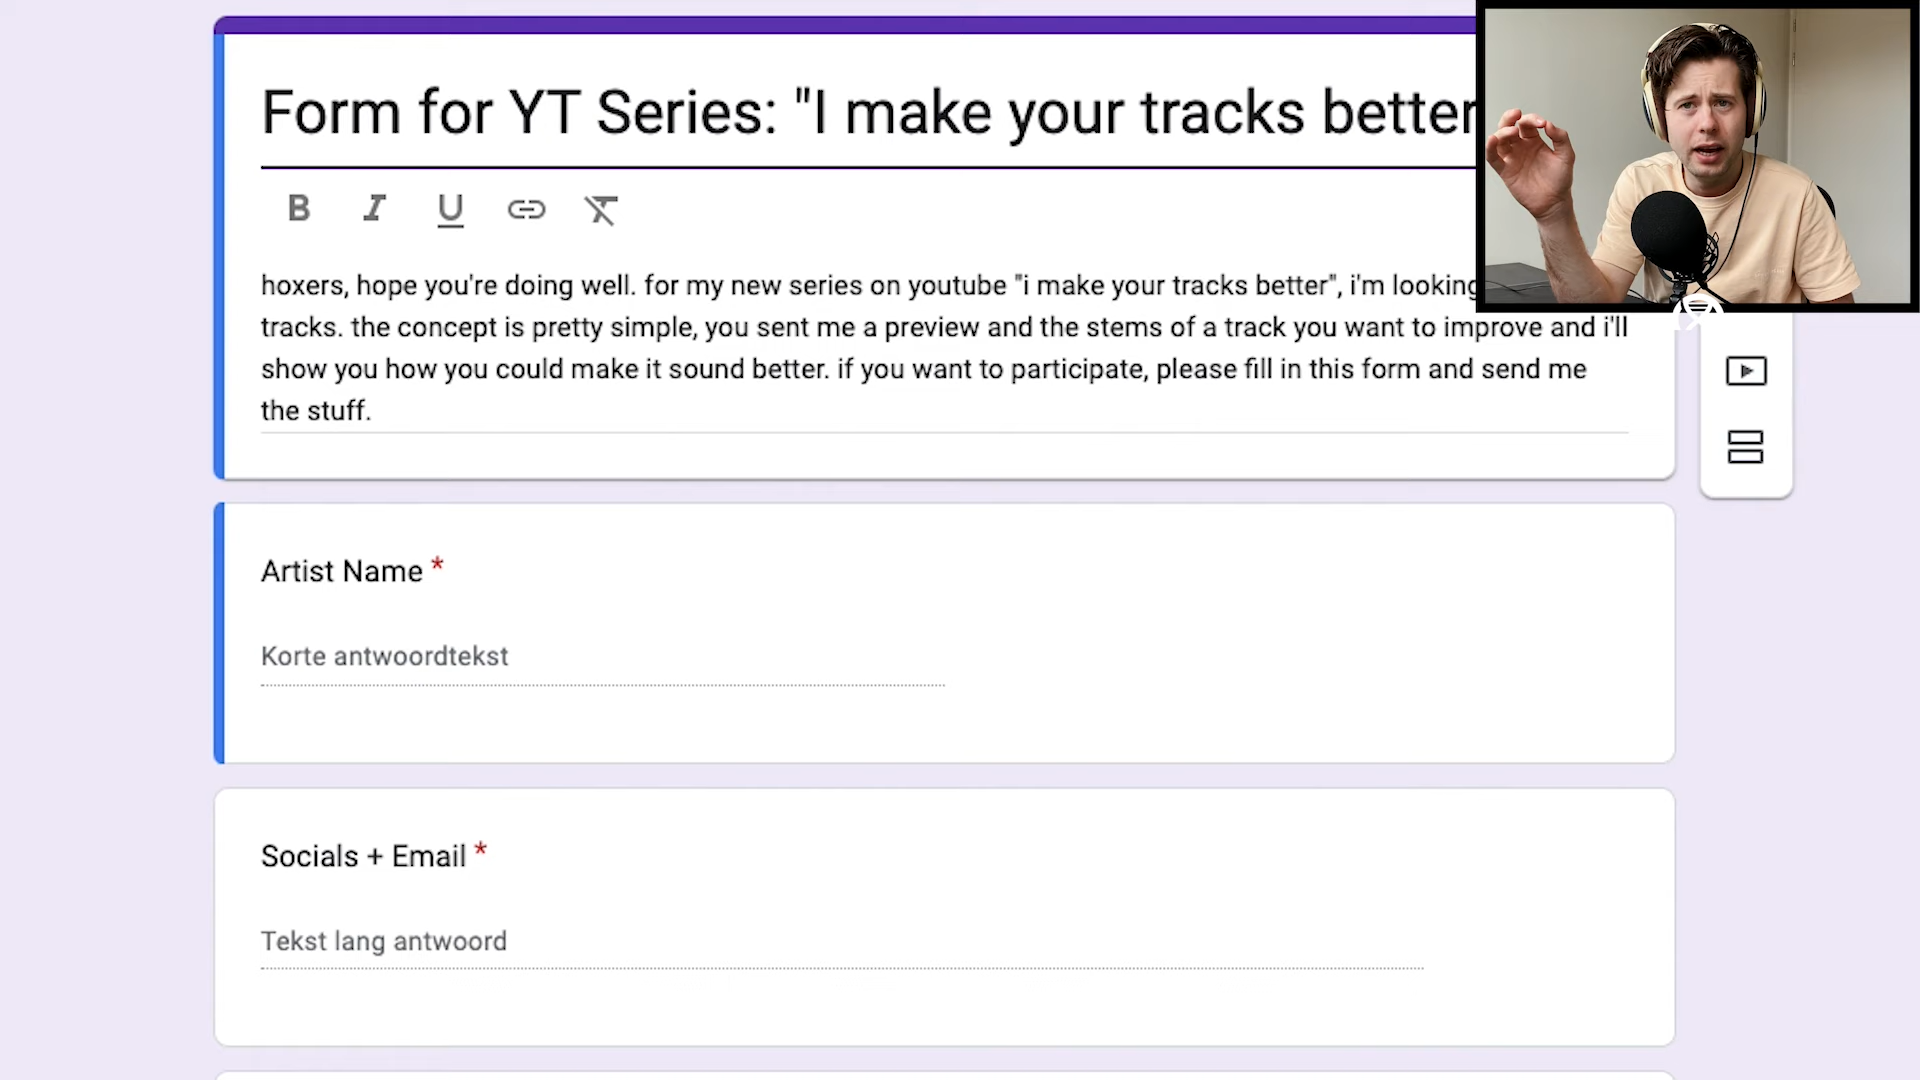 Form for YT Series: "I make your tracks better
B I U
hoxers, hope you're doing well. for my new series on youtube "i make your tracks better", i'm looking
tracks. the concept is pretty simple, you sent me a preview and the stems of a track you want to improve and i'll
show you how you could make it sound better. if you want to participate, please fill in this form and send me
the stuff.
Artist Name *
Korte antwoordtekst
Socials + Email *
Tekst lang antwoord